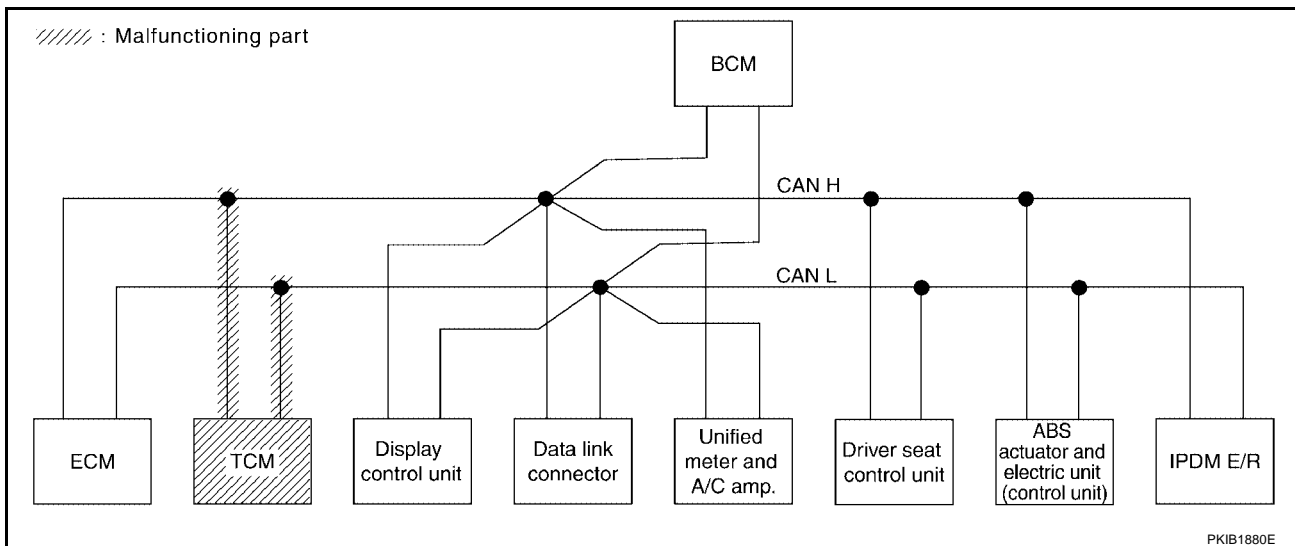 : Malfunctioning part
BCM
CAN H
CAN L
ECM
TCM
Display
control unit
Data link
connector
Unified
meter and
A/C amp.
Driver seat
control unit
ABS
actuator and
electric unit
(control unit)
IPDM E/R
PKIB1880E